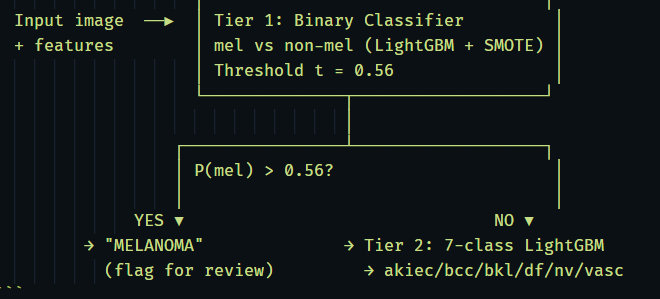 Input image ──► Tier 1: Binary Classifier
+ features mel vs non-mel (LightGBM + SMOTE)
Threshold t = 0.56
P(mel) > 0.56?
YES ▼ NO ▼
→ "MELANOMA" → Tier 2: 7-class LightGBM
(flag for review) → akiec/bcc/bkl/df/nv/vasc
```